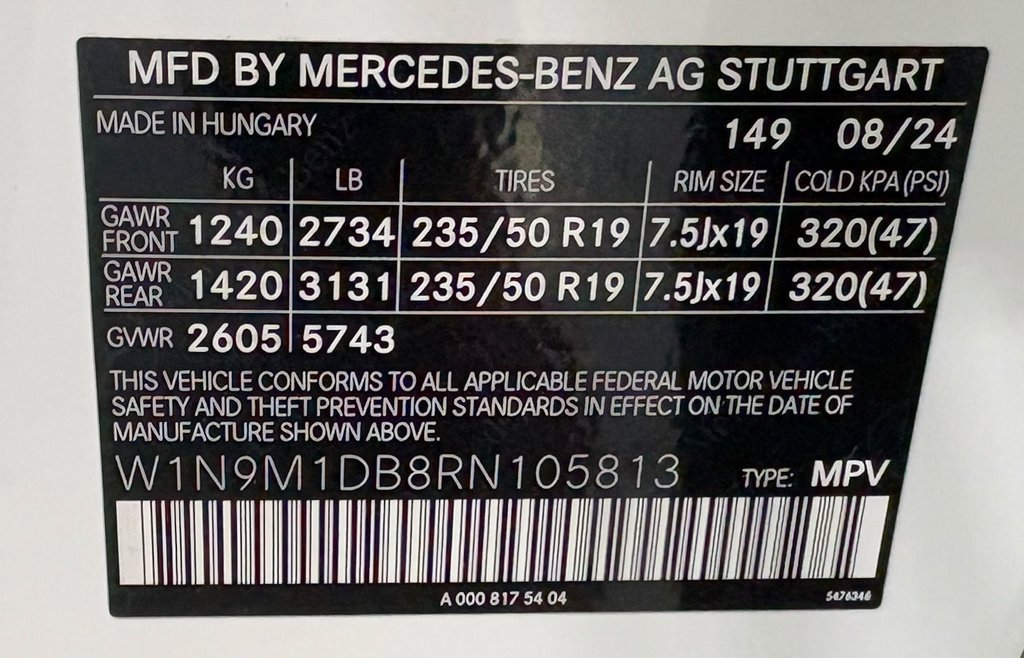 MFD BY MERCEDES-BENZ AG STUTTGART
MADE IN HUNGARY 149 08/24
KG LB TIRES RIM SIZE COLD KPA (PSI)
GAWR FRONT 1240 2734 235/50 R19 7.5Jx19 320(47)
GAWR REAR 1420 3131 235/50 R19 7.5Jx19 320(47)
GVWR 2605 5743
THIS VEHICLE CONFORMS TO ALL APPLICABLE FEDERAL MOTOR VEHICLE
SAFETY AND THEFT PREVENTION STANDARDS IN EFFECT ON THE DATE OF
MANUFACTURE SHOWN ABOVE.
W1N9M1DB8RN105813 TYPE: MPV
A 000 817 54 04